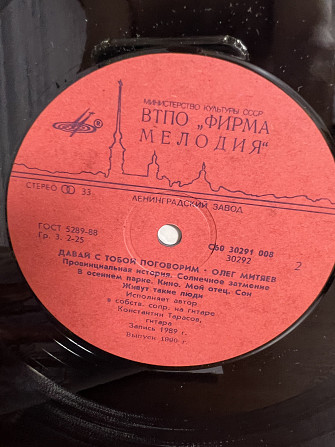 МИНИСТЕРСТВО КУЛЬТУРЫ СССР
ВТПО „ФИРМА
МЕЛОДИЯ"
СТЕРЕО 33
ЛЕНИНГРАДСКИЙ ЗАВОД
ГОСТ 5289-88
Гр. 3. 2-25
С60 30291 008
30292
2
ДАВАЙ С ТОБОЙ ПОГОВОРИМ - ОЛЕГ МИТЯЕВ
Провинциальная история. Солнечное затмение
В осеннем парке. Кино. Мой отец. Сон
Живут такие люди
Исполняет автор
в собств. сопр. на гитаре
Константин Тарасов,
гитара
Запись 1989 г.
Выпуск 1990 г.